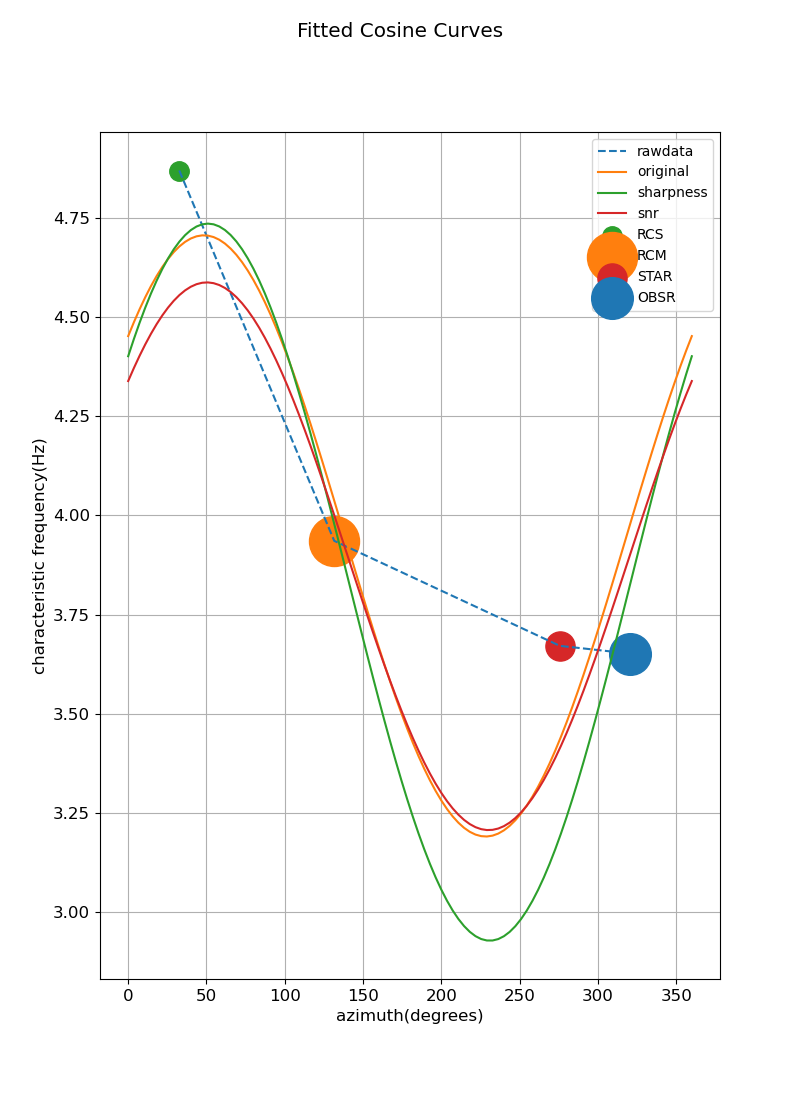 Fitted Cosine Curves
rawdata
original
sharpness
snr
RCS
RCM
STAR
OBSR
4.75
4.50
4.25
4.00
3.75
3.50
3.25
3.00
characteristic frequency(Hz)
0 50 100 150 200 250 300 350
azimuth(degrees)